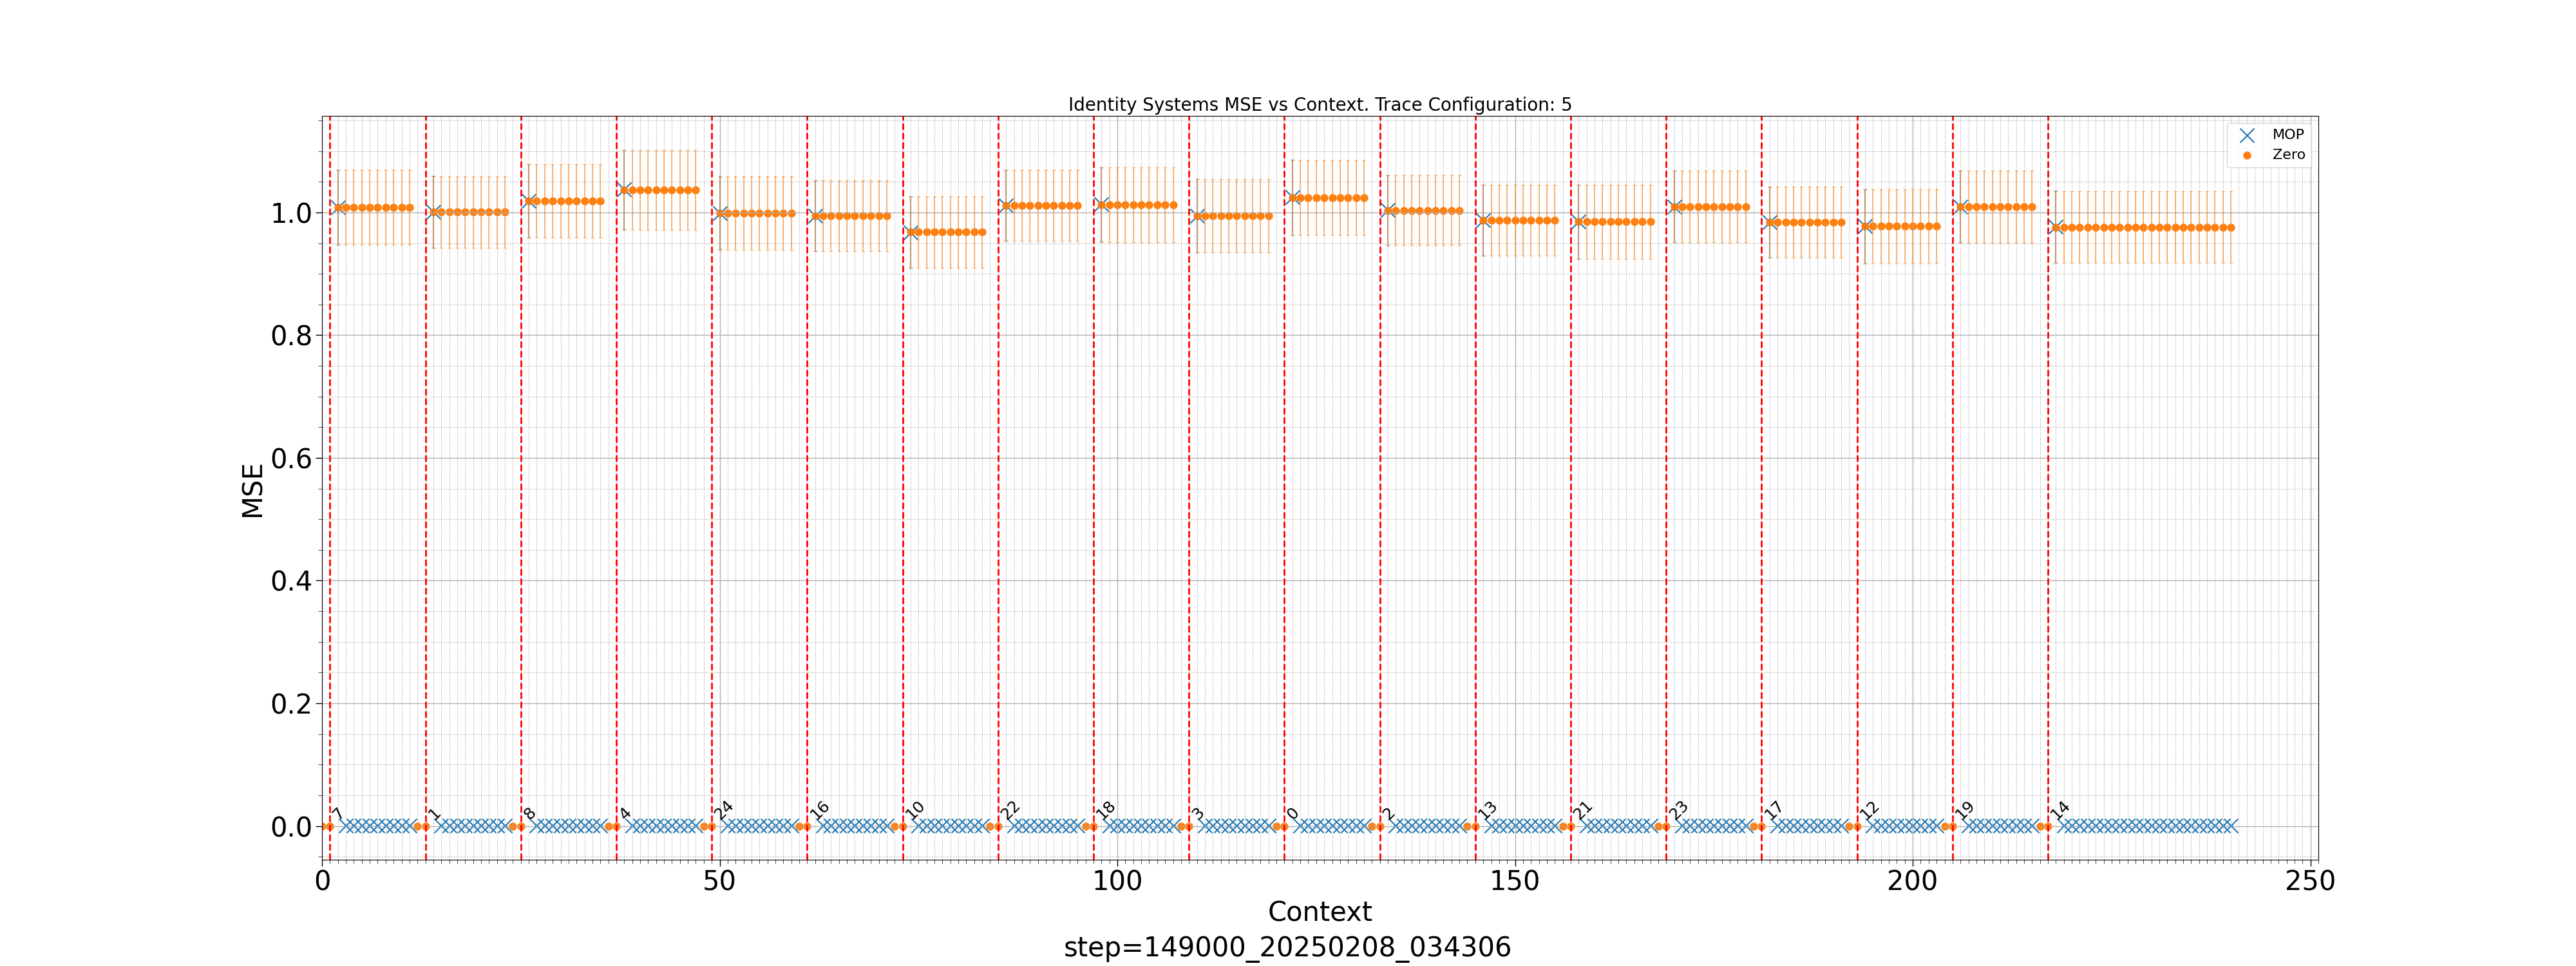 Identity Systems MSE vs Context. Trace Configuration: 5
MOP
Zero
1.0
0.8
0.6
0.4
0.2
0.0
MSE
7 1 8 4 24 16 10 22 18 3 0 2 13 21 23 17 12 19 14
0 50 100 150 200 250
Context
step=149000_20250208_034306